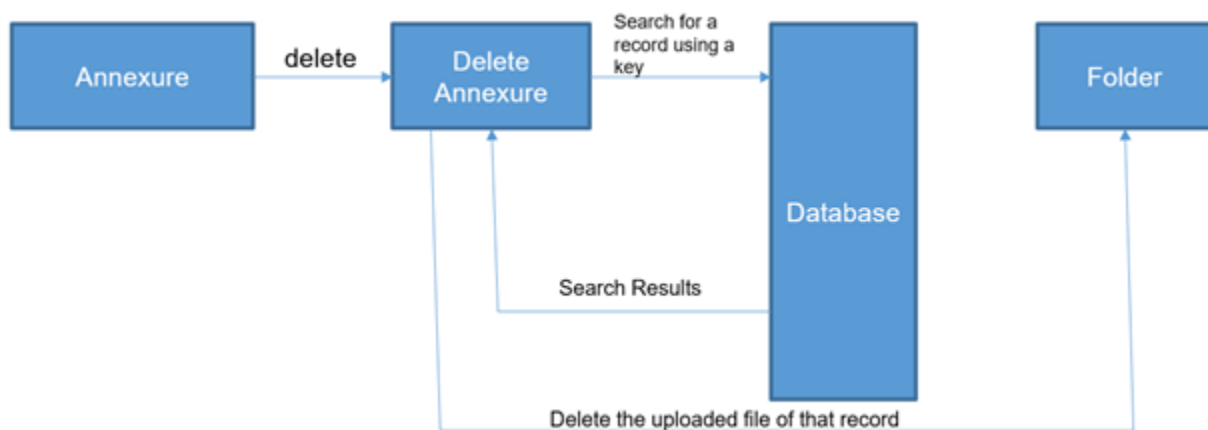 Annexure
delete
Delete
Annexure
Search for a
record using a
key
Database
Folder
Search Results
Delete the uploaded file of that record